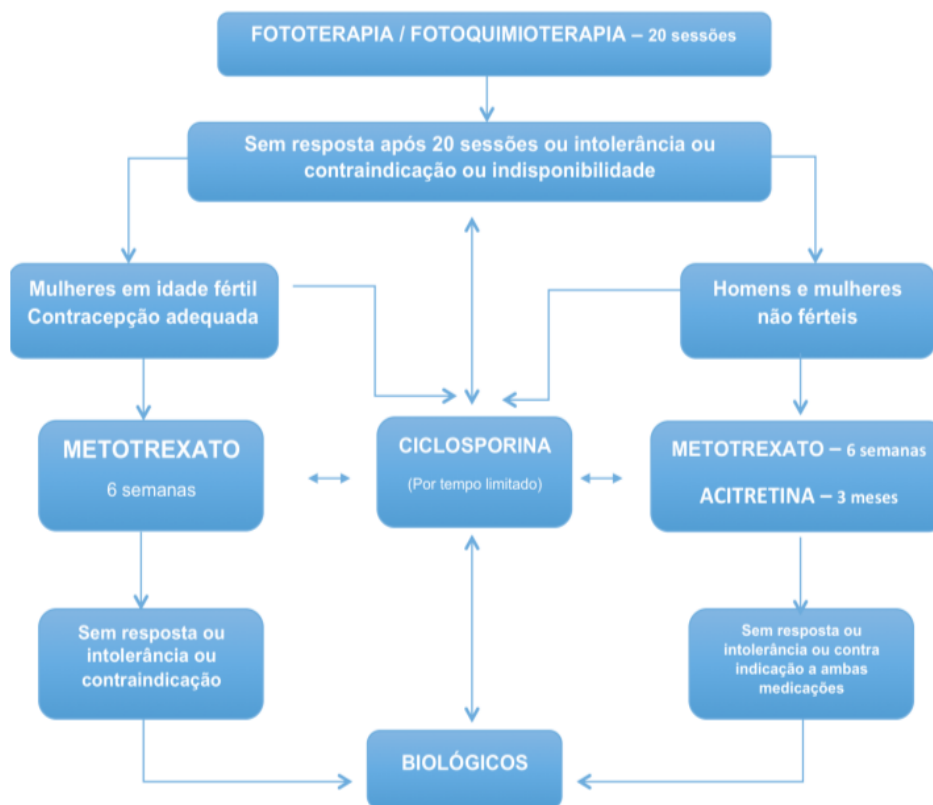 FOTOTERAPIA / FOTOQUIMIOTERAPIA – 20 sessões
Sem resposta após 20 sessões ou intolerância ou
contraindicação ou indisponibilidade
Mulheres em idade fértil
Contracepção adequada
Homens e mulheres
não férteis
METOTREXATO
6 semanas
CICLOSPORINA
(Por tempo limitado)
METOTREXATO – 6 semanas
ACITRETINA – 3 meses
Sem resposta ou
intolerância ou
contraindicação
Sem resposta ou
intolerância ou contra
indicação a ambas
medicações
BIOLÓGICOS